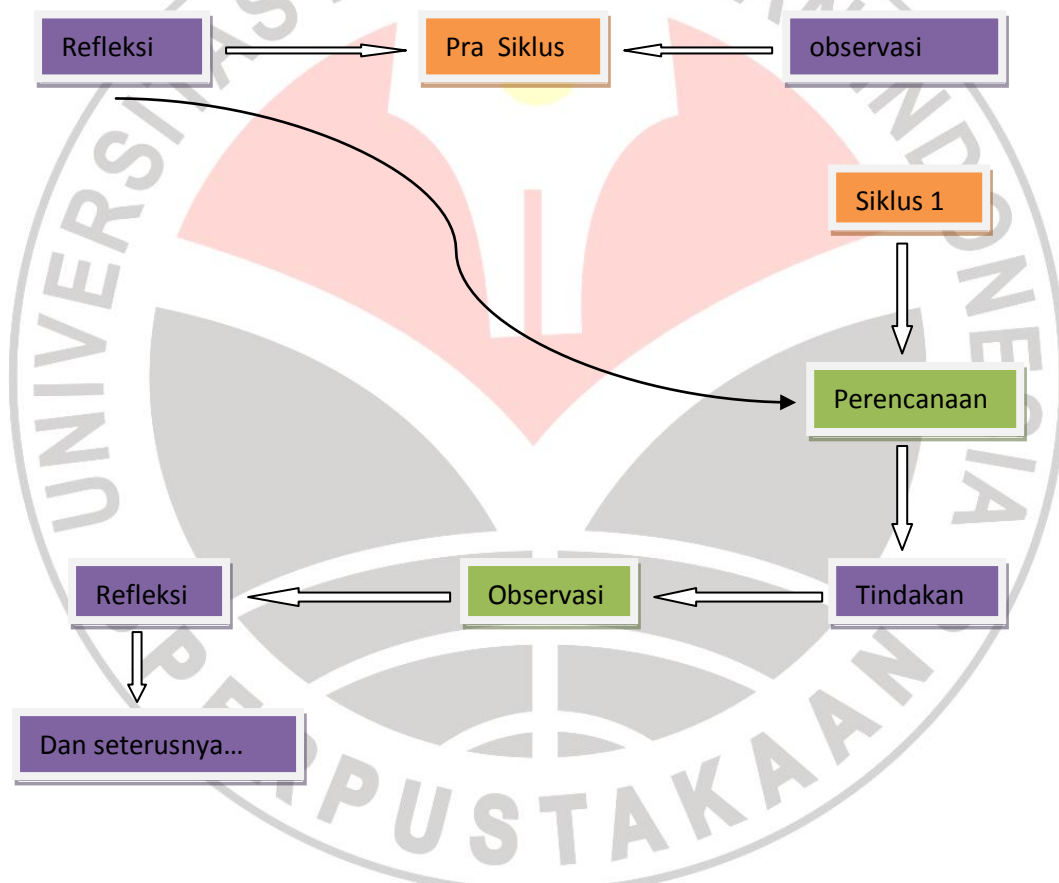 Refleksi
Pra Siklus
observasi
Siklus 1
Perencanaan
Refleksi
Observasi
Tindakan
Dan seterusnya…
UNIVERSITAS PENDIDIKAN INDONESIA
PERPUSTAKAAN